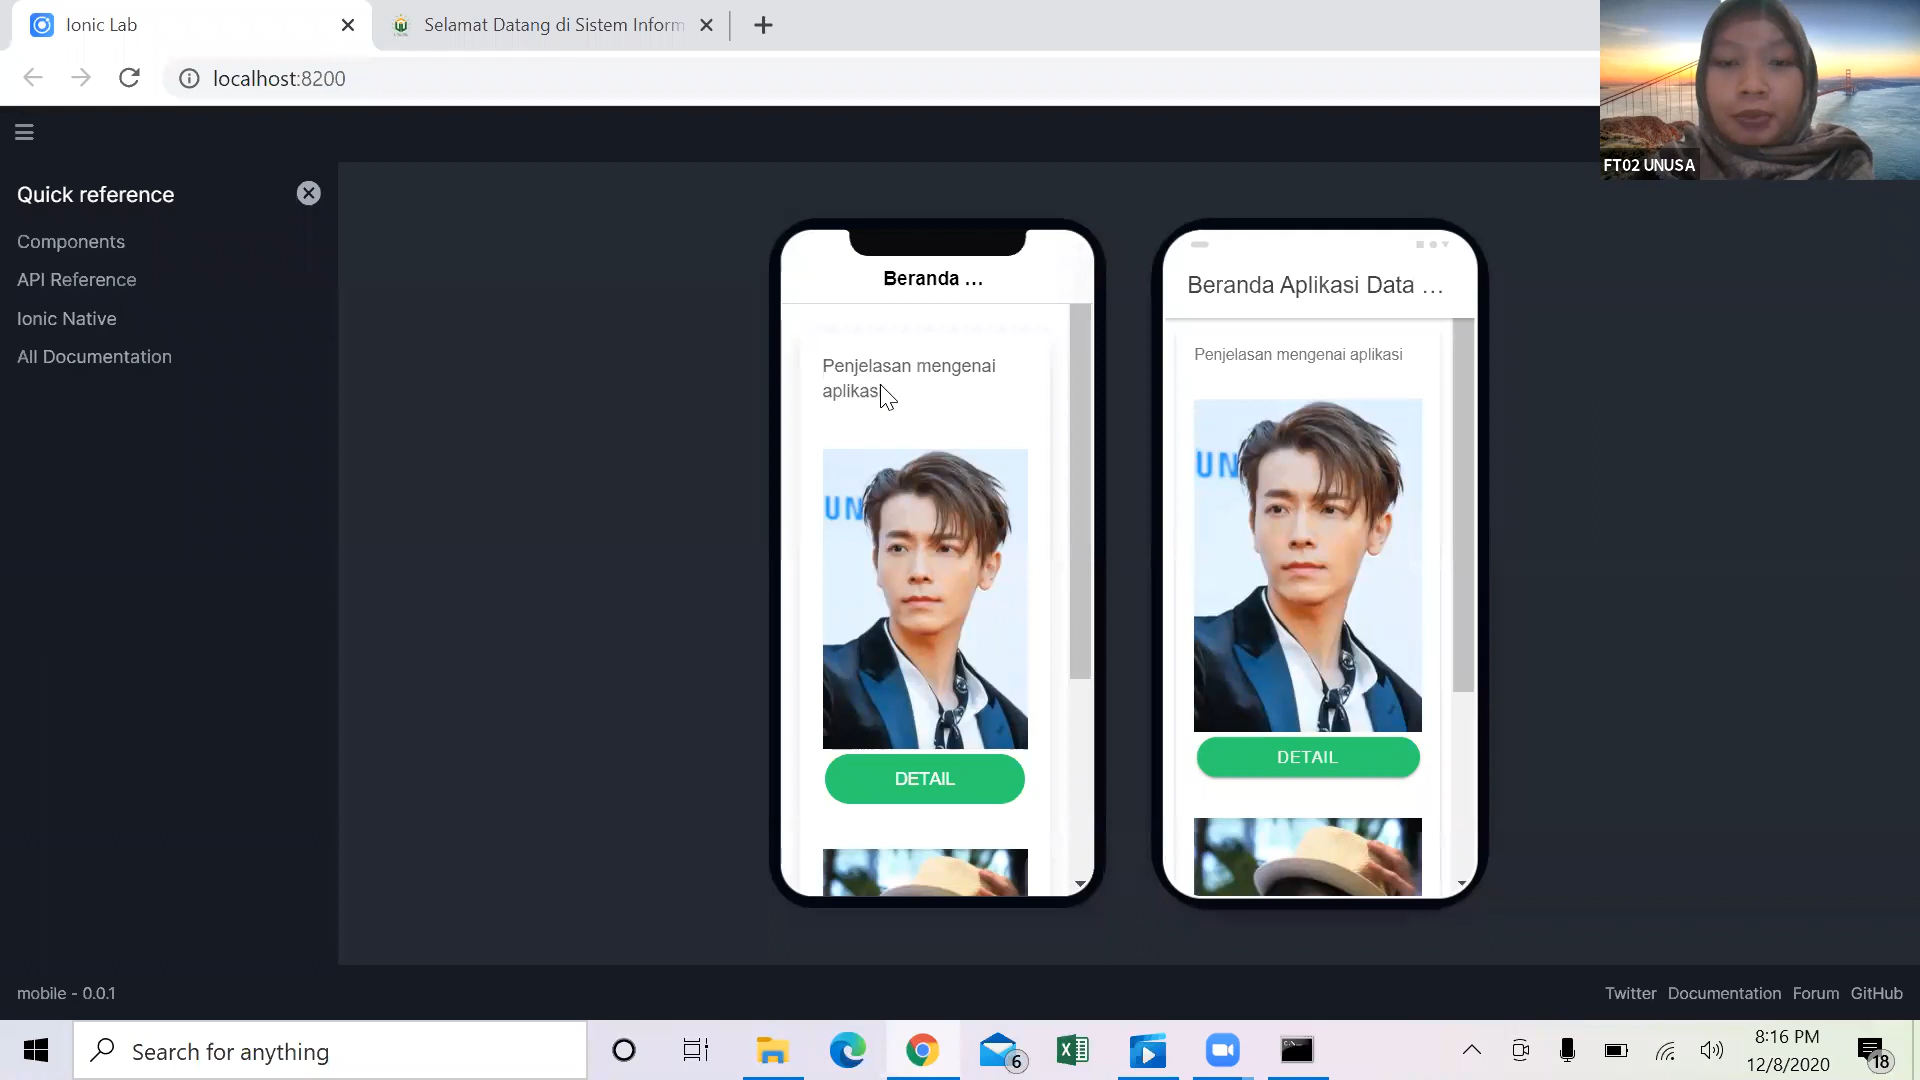 Ionic Lab
Selamat Datang di Sistem Inform
localhost:8200
FT02 UNUSA
Quick reference
Components
API Reference
Ionic Native
All Documentation
Beranda ...
Penjelasan mengenai
aplikasi
UN
DETAIL
Beranda Aplikasi Data ...
Penjelasan mengenai aplikasi
UN
DETAIL
mobile - 0.0.1
Twitter Documentation Forum GitHub
Search for anything
6
8:16 PM
12/8/2020
18